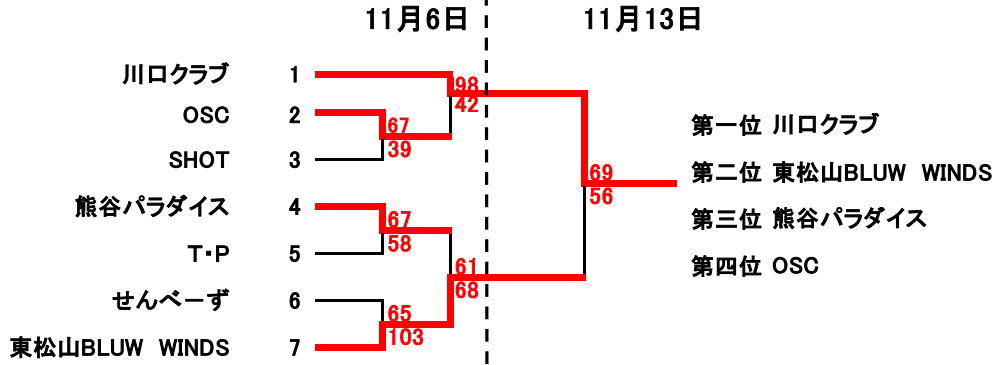 11月6日
11月13日
川口クラブ 1
98
42
OSC 2
67
39
SHOT 3
熊谷パラダイス 4
67
58
T・P 5
61
68
せんべーず 6
65
103
東松山BLUW WINDS 7
69
56
第一位 川口クラブ
第二位 東松山BLUW WINDS
第三位 熊谷パラダイス
第四位 OSC